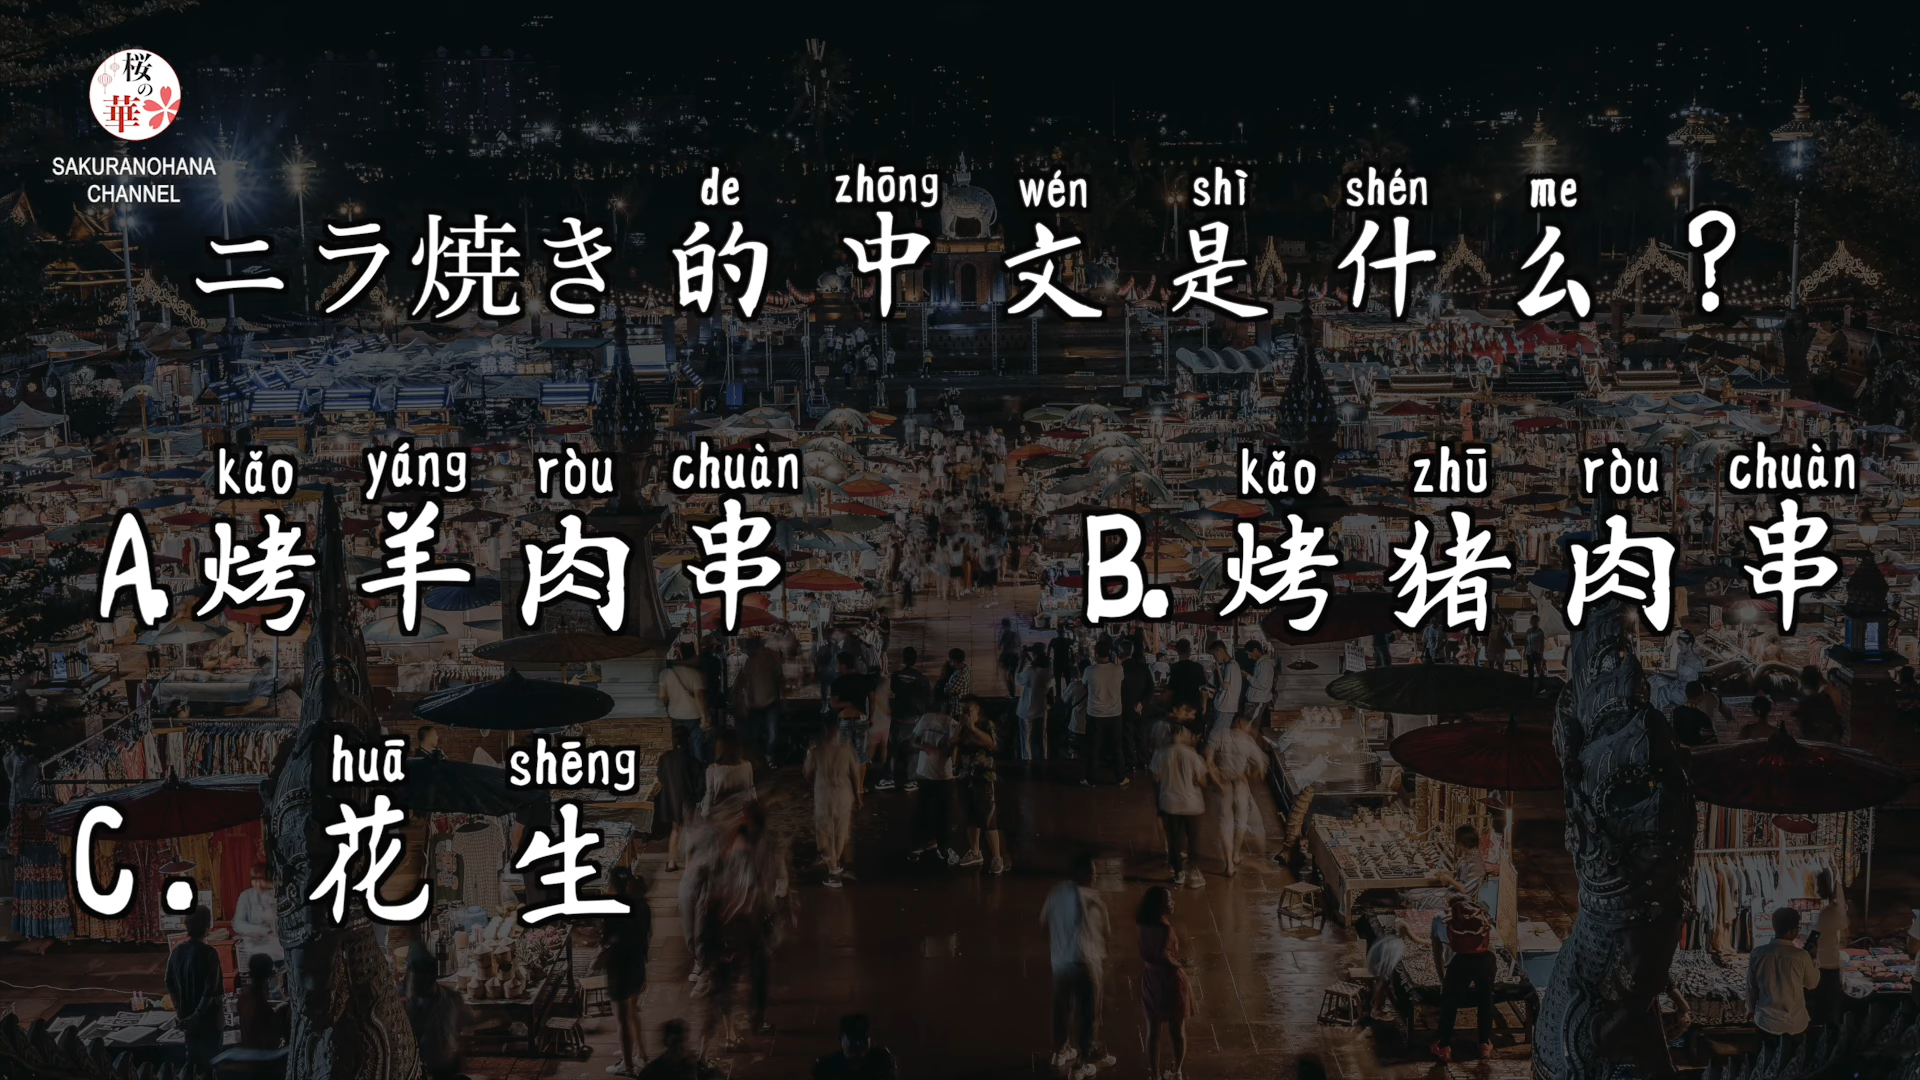 桜の華
SAKURANOHANA
CHANNEL
de zhōng wén shì shén me
ニラ焼き的中文是什么？
kǎo yáng ròu chuàn
A.烤羊肉串
kǎo zhū ròu chuàn
B.烤猪肉串
huā shēng
C.花生